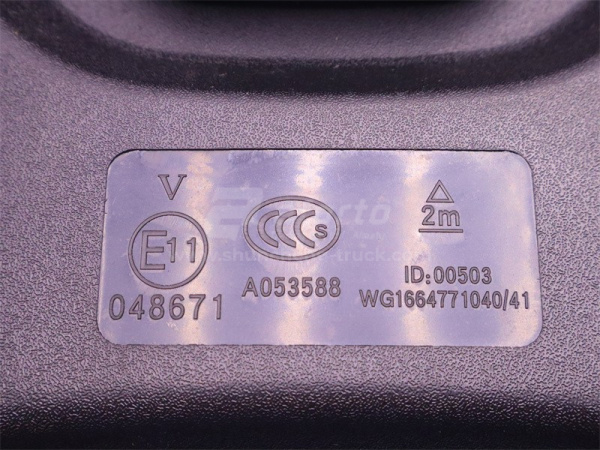 V
E11
048671
CCC S
A053588
2m
ID:00503
WG1664771040/41